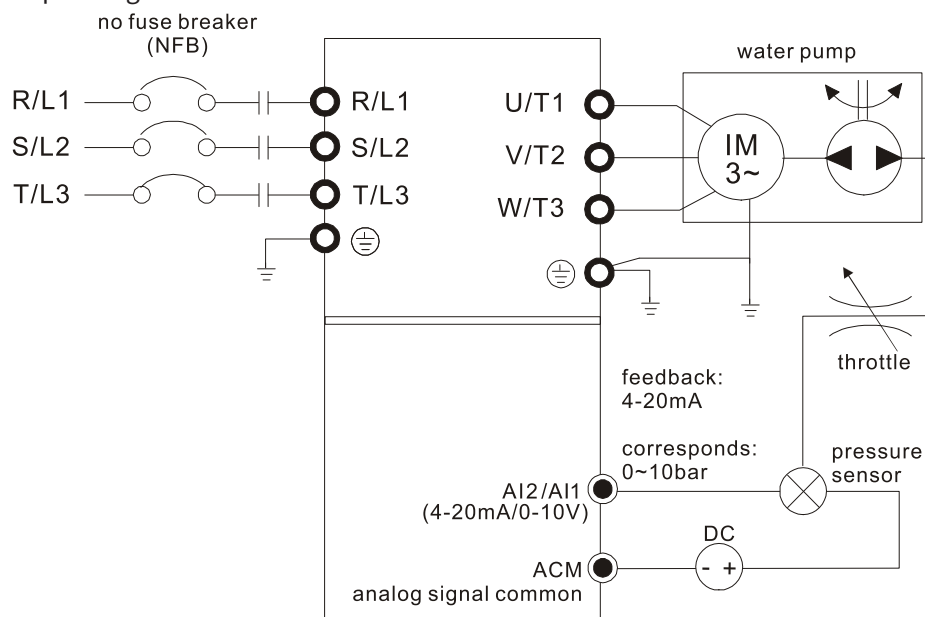 no fuse breaker
(NFB)
R/L1
S/L2
T/L3
R/L1
S/L2
T/L3
U/T1
V/T2
W/T3
water pump
IM
3~
throttle
feedback:
4-20mA
corresponds:
0~10bar
pressure
sensor
AI2/AI1
(4-20mA/0-10V)
DC
- +
ACM
analog signal common